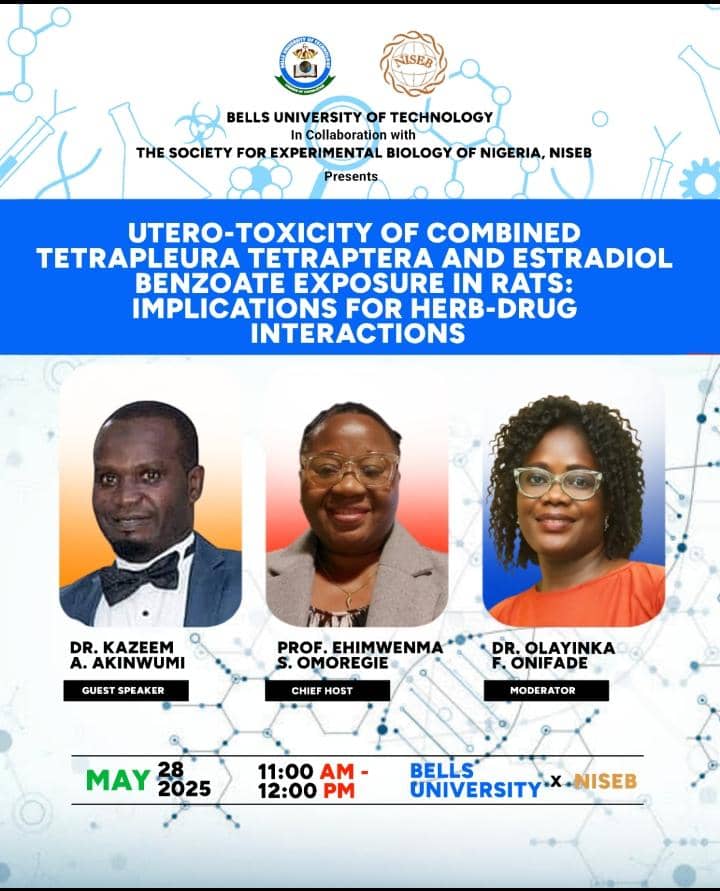 NISEB
BELLS UNIVERSITY OF TECHNOLOGY
In Collaboration with
THE SOCIETY FOR EXPERIMENTAL BIOLOGY OF NIGERIA, NISEB
Presents
UTERO-TOXICITY OF COMBINED
TETRAPLEURA TETRAPTERA AND ESTRADIOL
BENZOATE EXPOSURE IN RATS:
IMPLICATIONS FOR HERB-DRUG
INTERACTIONS
DR. KAZEEM
A. AKINWUMI
GUEST SPEAKER
PROF. EHIMWENMA
S. OMOREGIE
CHIEF HOST
DR. OLAYINKA
F. ONIFADE
MODERATOR
MAY 28
2025
11:00 AM -
12:00 PM
BELLS
UNIVERSITY X NISEB